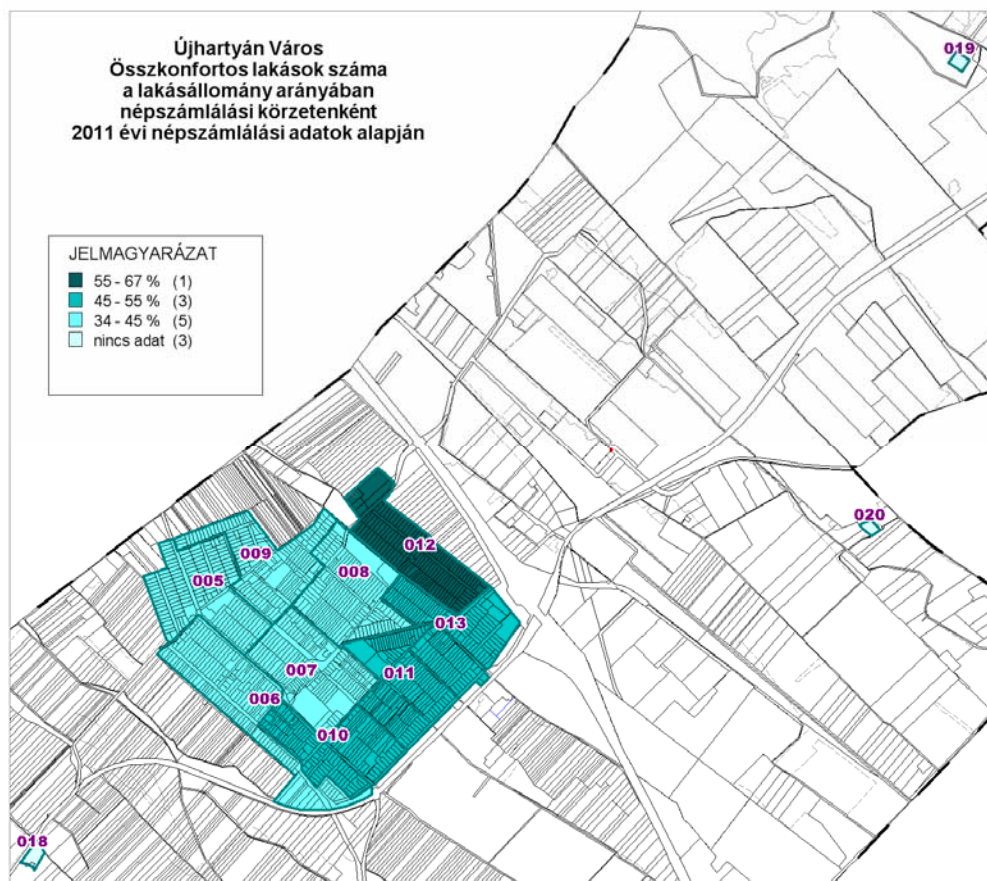 Újhartyán Város
Összkonfortos lakások száma
a lakásállomány arányában
népszámlálási körzetenként
2011 évi népszámlálási adatok alapján
JELMAGYARÁZAT
55 - 67 % (1)
45 - 55 % (3)
34 - 45 % (5)
nincs adat (3)
019
020
012
009
005
008
013
007
011
006
010
018